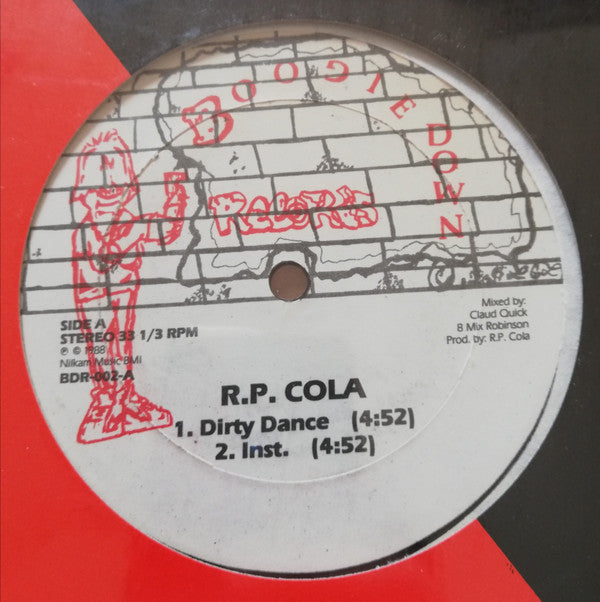 BOOGIE DOWN
RECORDS
SIDE A
STEREO 33 1/3 RPM
℗ © 1988
Nilkam Music BMI
BDR-002-A
Mixed by:
Claud Quick
8 Mix Robinson
Prod. by: R.P. Cola
R.P. COLA
1. Dirty Dance (4:52)
2. Inst. (4:52)